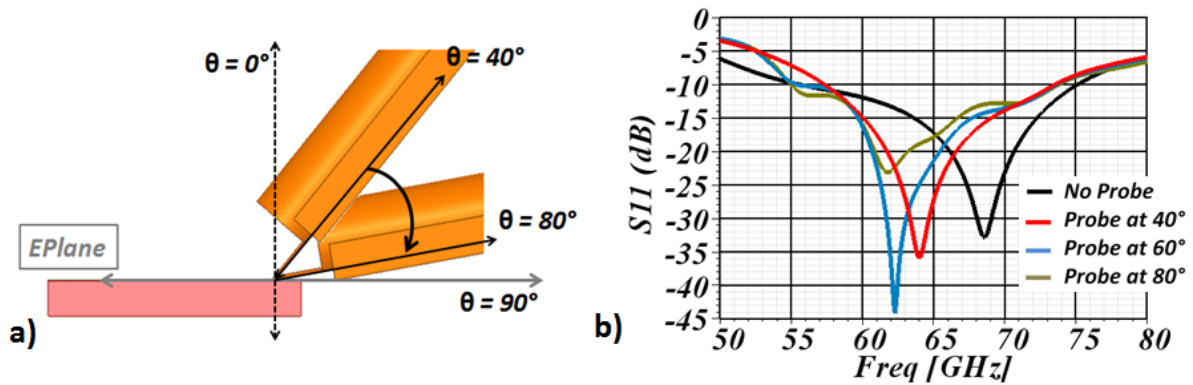 θ = 0°
θ = 40°
θ = 80°
θ = 90°
EPlane
a)
0
-5
-10
-15
-20
-25
-30
-35
-40
-45
S11 (dB)
50 55 60 65 70 75 80
Freq [GHz]
No Probe
Probe at 40°
Probe at 60°
Probe at 80°
b)